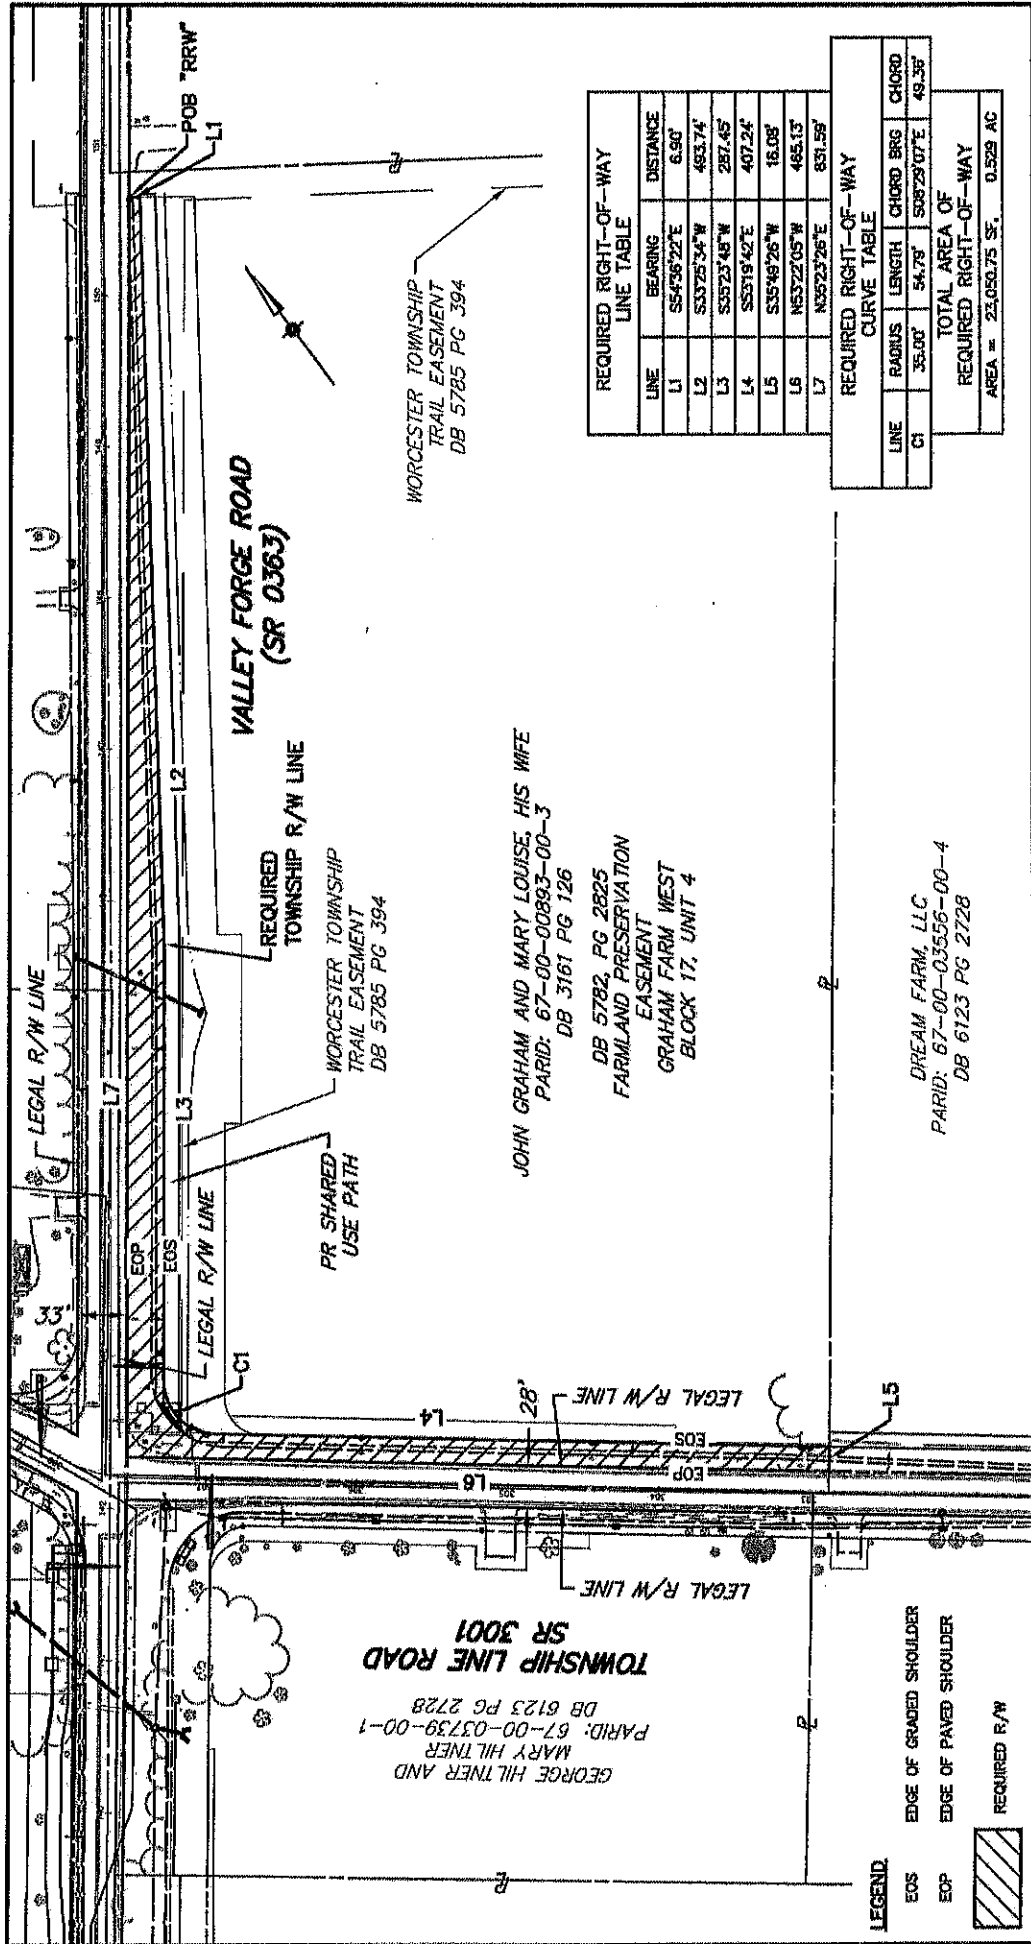 POB "RRW"
L1
WORCESTER TOWNSHIP
TRAIL EASEMENT
DB 5785 PG 394
VALLEY FORGE ROAD
(SR 0363)
LEGAL R/W LINE
L7
L2
L3
REQUIRED
TOWNSHIP R/W LINE
WORCESTER TOWNSHIP
TRAIL EASEMENT
DB 5785 PG 394
PR SHARED
USE PATH
EOP
EOS
LEGAL R/W LINE
33'
C1
JOHN GRAHAM AND MARY LOUISE, HIS WIFE
PARID: 67-00-00893-00-3
DB 3161 PG 126
DB 5782, PG 2825
FARMLAND PRESERVATION
EASEMENT
GRAHAM FARM WEST
BLOCK 17, UNIT 4
DREAM FARM, LLC
PARID: 67-00-03556-00-4
DB 6123 PG 2728
L4
28'
LEGAL R/W LINE
EOS
EOP
L5
L6
LEGAL R/W LINE
TOWNSHIP LINE ROAD
SR 3001
GEORGE HILTNER AND
MARY HILTNER
PARID: 67-00-03739-00-1
DB 6123 PG 2728
LEGEND
EOS EDGE OF GRADED SHOULDER
EOP EDGE OF PAVED SHOULDER
REQUIRED R/W
REQUIRED RIGHT-OF-WAY
LINE TABLE
LINE BEARING DISTANCE
L1 S54°36'22"E 6.90'
L2 S33°25'34"W 493.74'
L3 S35°23'48"W 287.45'
L4 S53°19'42"E 407.24'
L5 S35°49'26"W 16.08'
L6 N53°22'05"W 465.13'
L7 N35°23'26"E 831.59'
REQUIRED RIGHT-OF-WAY
CURVE TABLE
LINE RADIUS LENGTH CHORD BRG CHORD
C1 35.00' 54.79' S08°29'07"E 49.36'
TOTAL AREA OF
REQUIRED RIGHT-OF-WAY
AREA = 23,050.75 SF, 0.529 AC